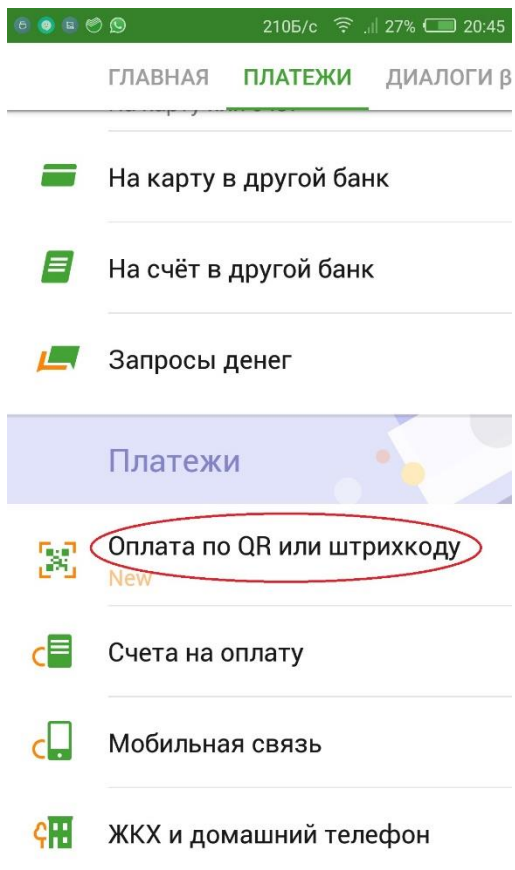 210Б/с 27% 20:45
ГЛАВНАЯ ПЛАТЕЖИ ДИАЛОГИ β
На карту в другой банк
На счёт в другой банк
Запросы денег
Платежи
Оплата по QR или штрихкоду
New
Счета на оплату
Мобильная связь
ЖКХ и домашний телефон